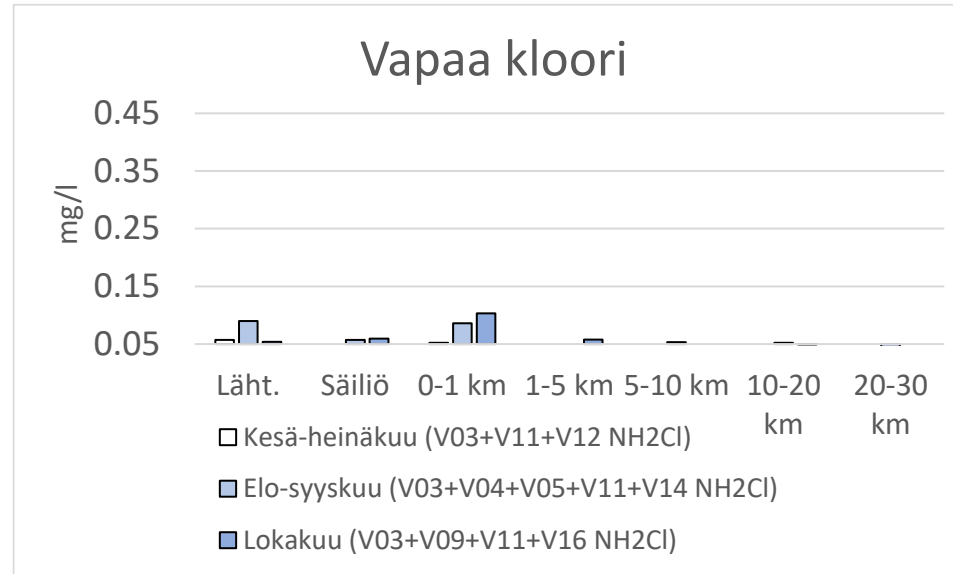 Vapaa kloori
0.45
0.35
mg/l
0.25
0.15
0.05
Läht. Säiliö 0-1 km 1-5 km 5-10 km 10-20 20-30
km km
Kesä-heinäkuu (V03+V11+V12 NH2Cl)
Elo-syyskuu (V03+V04+V05+V11+V14 NH2Cl)
Lokakuu (V03+V09+V11+V16 NH2Cl)